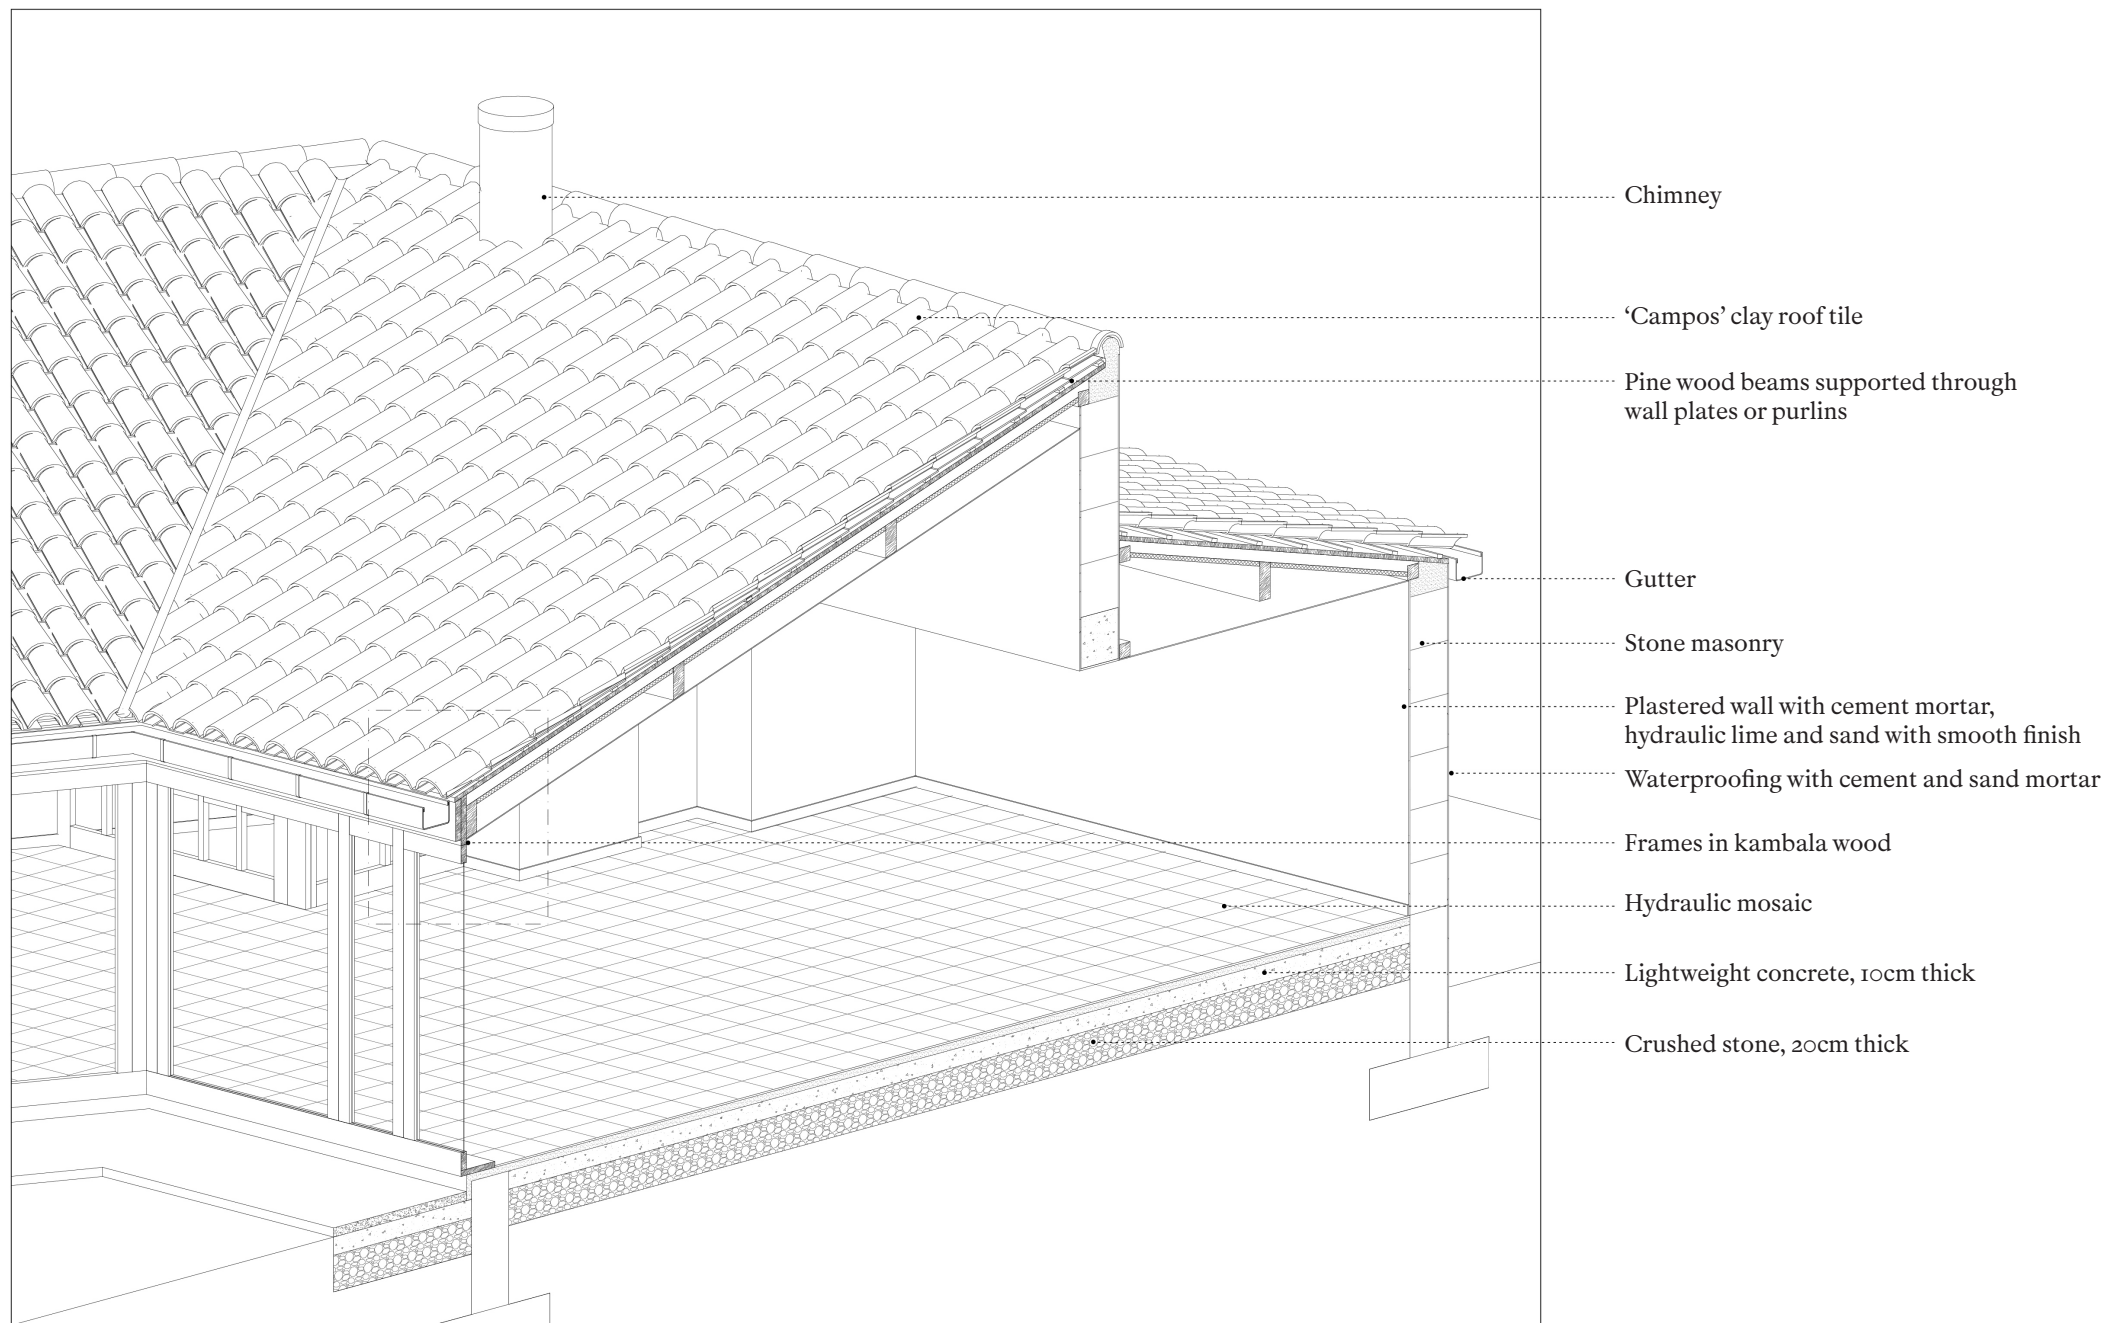 Chimney
‘Campos’ clay roof tile
Pine wood beams supported through
wall plates or purlins
Gutter
Stone masonry
Plastered wall with cement mortar,
hydraulic lime and sand with smooth finish
Waterproofing with cement and sand mortar
Frames in kambala wood
Hydraulic mosaic
Lightweight concrete, 10cm thick
Crushed stone, 20cm thick